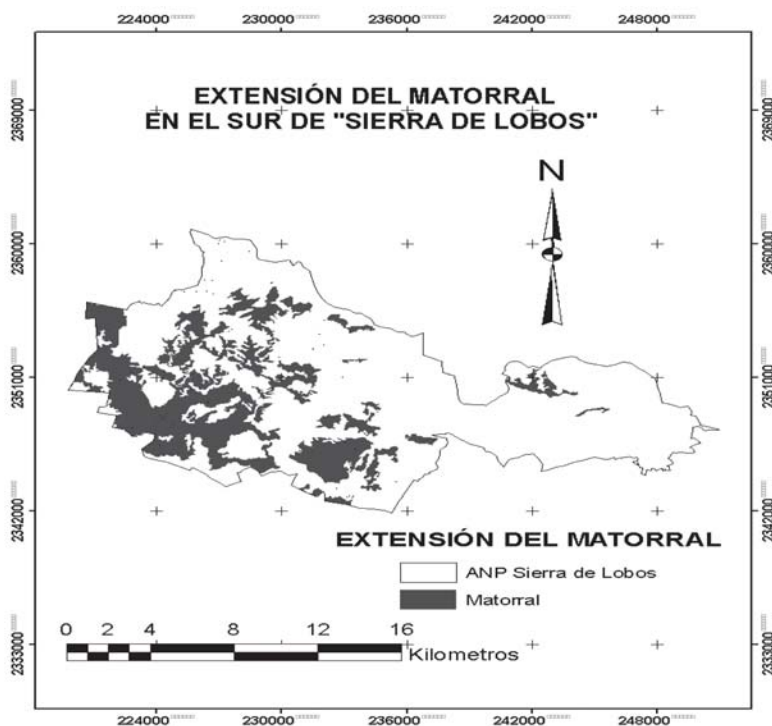 224000 230000 236000 242000 248000
EXTENSIÓN DEL MATORRAL
EN EL SUR DE "SIERRA DE LOBOS"
N
2369000 2369000
2360000 2360000
2351000 2351000
2342000 2342000
2333000 2333000
EXTENSIÓN DEL MATORRAL
ANP Sierra de Lobos
Matorral
0 2 4 8 12 16
Kilometros
224000 230000 236000 242000 248000